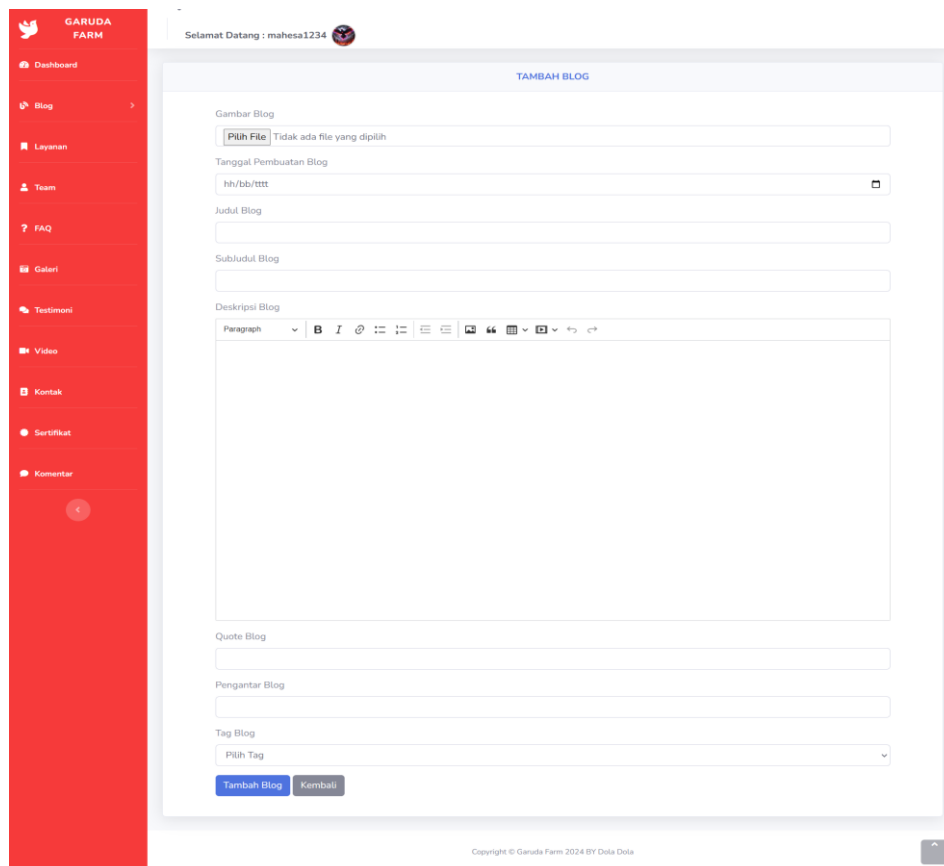 GARUDA
FARM
Selamat Datang : mahesa1234
Dashboard
Blog
Layanan
Team
FAQ
Galeri
Testimoni
Video
Kontak
Sertifikat
Komentar
TAMBAH BLOG
Gambar Blog
Pilih File Tidak ada file yang dipilih
Tanggal Pembuatan Blog
hh/bb/tttt
Judul Blog
SubJudul Blog
Deskripsi Blog
Paragraph
Quote Blog
Pengantar Blog
Tag Blog
Pilih Tag
Tambah Blog Kembali
Copyright © Garuda Farm 2024 BY Dola Dola